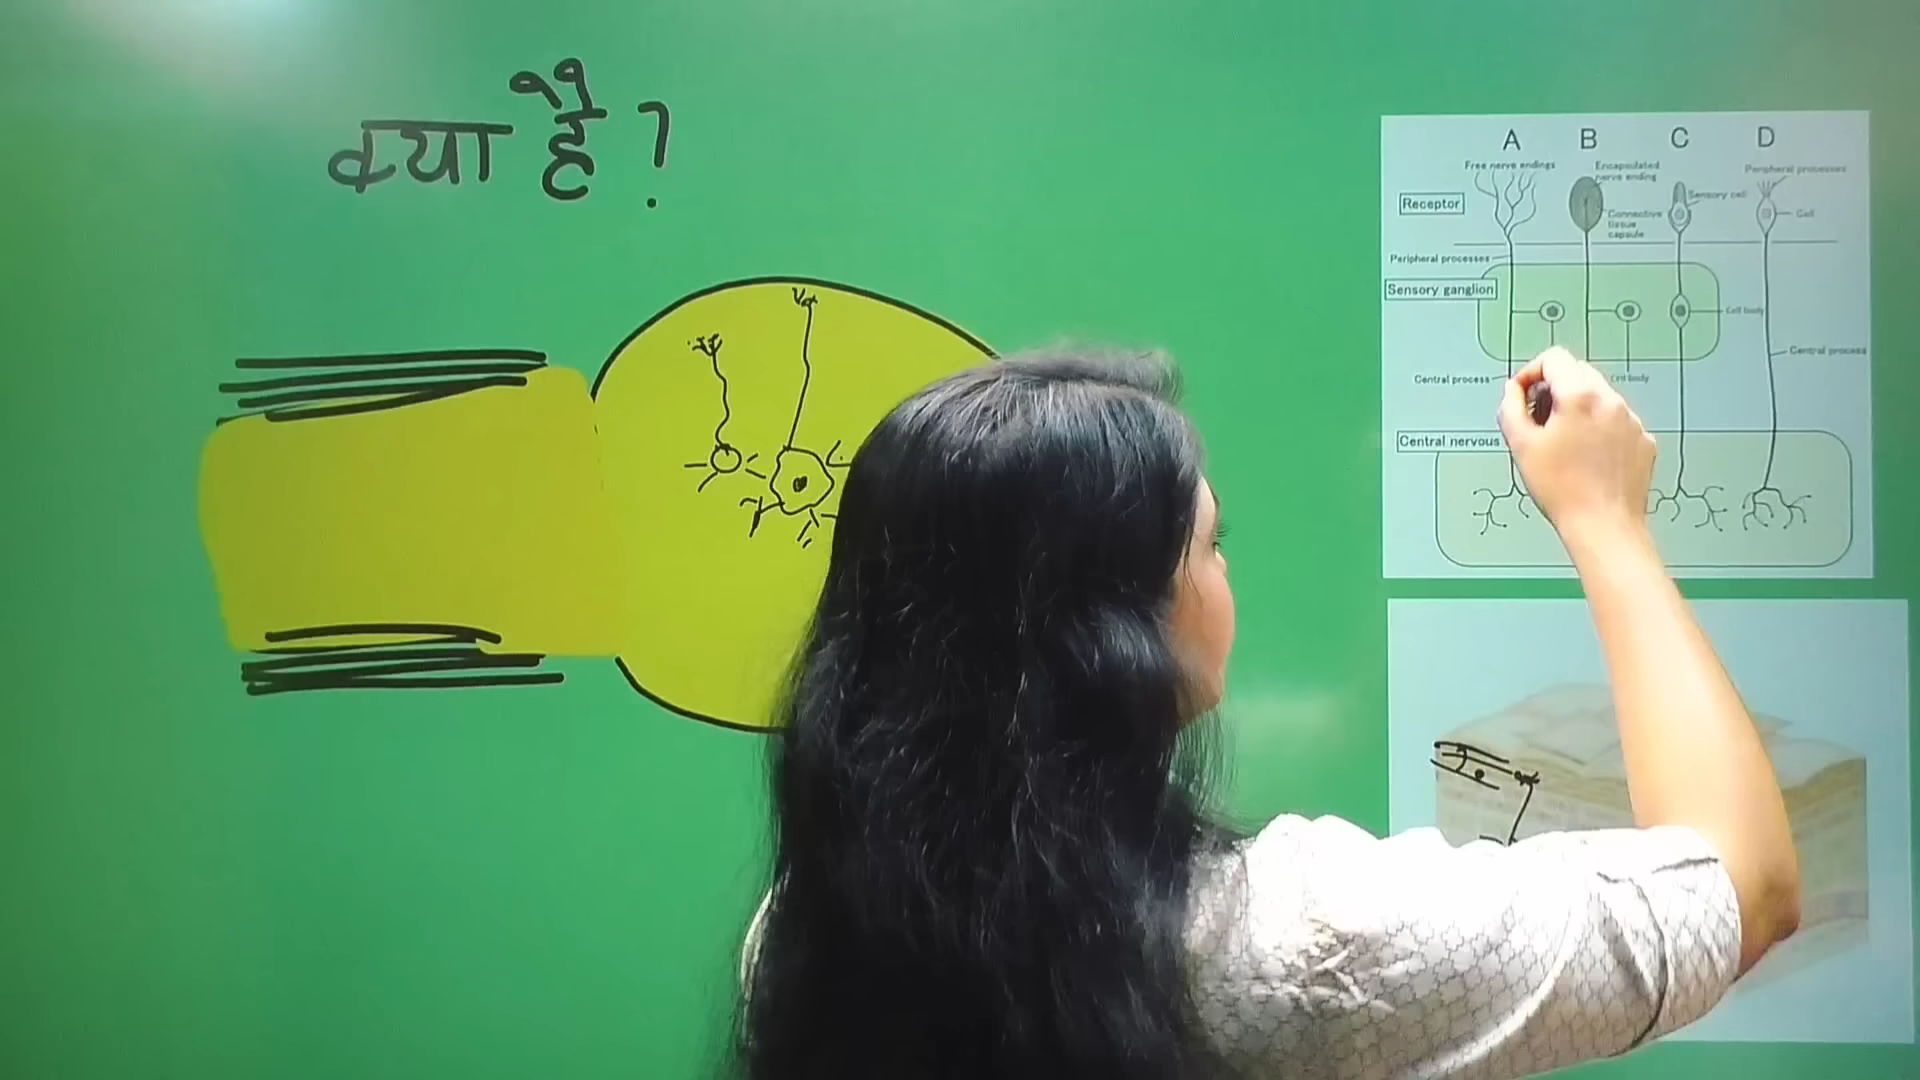 क्या है ?
A B C D
Free nerve endings
Encapsulated
nerve ending
Peripheral processes
Receptor
Sensory cell
Connective
tissue
capsule
Cell
Peripheral processes
Sensory ganglion
Cell body
Central process
Central process
Cell body
Central nervous